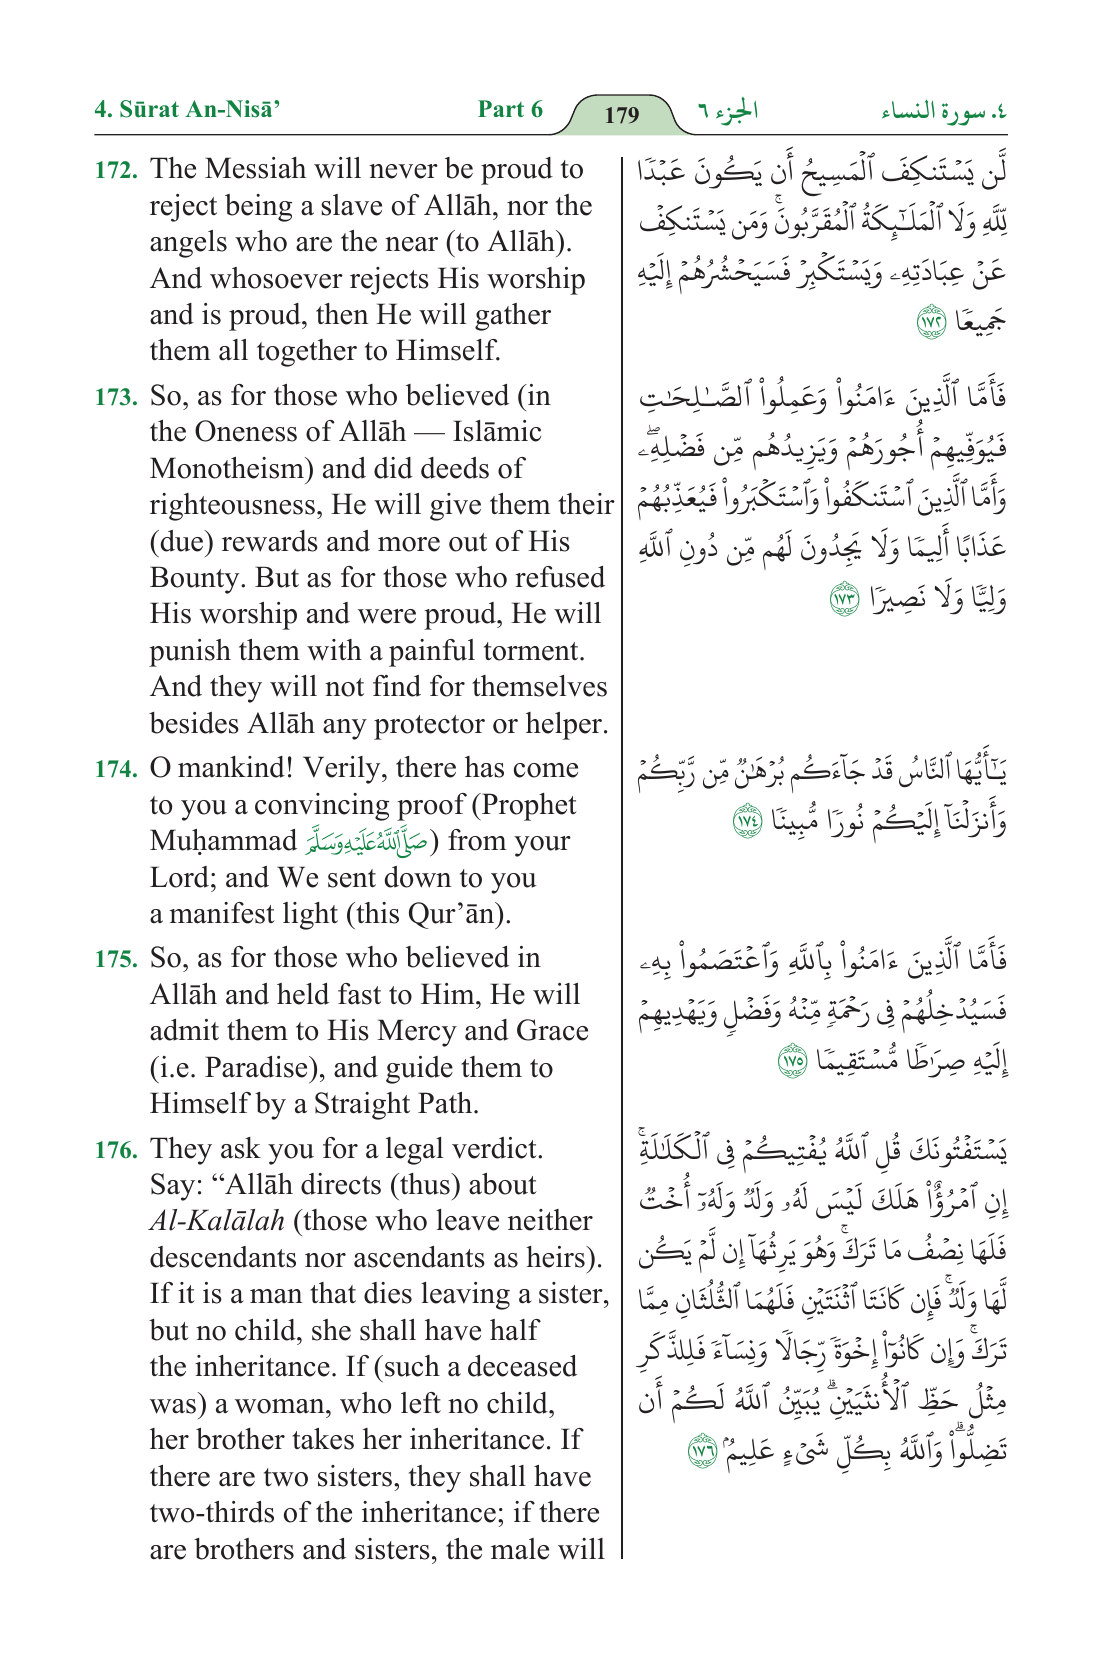 4. Sūrat An-Nisā’
Part 6
179
الجزء ٦
٤. سورة النساء
172. The Messiah will never be proud to
reject being a slave of Allāh, nor the
angels who are the near (to Allāh).
And whosoever rejects His worship
and is proud, then He will gather
them all together to Himself.
173. So, as for those who believed (in
the Oneness of Allāh — Islāmic
Monotheism) and did deeds of
righteousness, He will give them their
(due) rewards and more out of His
Bounty. But as for those who refused
His worship and were proud, He will
punish them with a painful torment.
And they will not find for themselves
besides Allāh any protector or helper.
174. O mankind! Verily, there has come
to you a convincing proof (Prophet
Muḥammad صَلَّى اللَّهُ عَلَيْهِ وَسَلَّمَ) from your
Lord; and We sent down to you
a manifest light (this Qur’ān).
175. So, as for those who believed in
Allāh and held fast to Him, He will
admit them to His Mercy and Grace
(i.e. Paradise), and guide them to
Himself by a Straight Path.
176. They ask you for a legal verdict.
Say: “Allāh directs (thus) about
Al-Kalālah (those who leave neither
descendants nor ascendants as heirs).
If it is a man that dies leaving a sister,
but no child, she shall have half
the inheritance. If (such a deceased
was) a woman, who left no child,
her brother takes her inheritance. If
there are two sisters, they shall have
two-thirds of the inheritance; if there
are brothers and sisters, the male will
لَّن يَسْتَنكِفَ ٱلْمَسِيحُ أَن يَكُونَ عَبْدًا
لِّلَّهِ وَلَا ٱلْمَلَـٰٓئِكَةُ ٱلْمُقَرَّبُونَ ۚ وَمَن يَسْتَنكِفْ
عَنْ عِبَادَتِهِۦ وَيَسْتَكْبِرْ فَسَيَحْشُرُهُمْ إِلَيْهِ
جَمِيعًا ١٧٢
فَأَمَّا ٱلَّذِينَ ءَامَنُوا۟ وَعَمِلُوا۟ ٱلصَّـٰلِحَـٰتِ
فَيُوَفِّيهِمْ أُجُورَهُمْ وَيَزِيدُهُم مِّن فَضْلِهِۦ ۖ
وَأَمَّا ٱلَّذِينَ ٱسْتَنكَفُوا۟ وَٱسْتَكْبَرُوا۟ فَيُعَذِّبُهُمْ
عَذَابًا أَلِيمًا وَلَا يَجِدُونَ لَهُم مِّن دُونِ ٱللَّهِ
وَلِيًّا وَلَا نَصِيرًا ١٧٣
يَـٰٓأَيُّهَا ٱلنَّاسُ قَدْ جَآءَكُم بُرْهَـٰنٌ مِّن رَّبِّكُمْ
وَأَنزَلْنَآ إِلَيْكُمْ نُورًا مُّبِينًا ١٧٤
فَأَمَّا ٱلَّذِينَ ءَامَنُوا۟ بِٱللَّهِ وَٱعْتَصَمُوا۟ بِهِۦ
فَسَيُدْخِلُهُمْ فِى رَحْمَةٍ مِّنْهُ وَفَضْلٍ وَيَهْدِيهِمْ
إِلَيْهِ صِرَٰطًا مُّسْتَقِيمًا ١٧٥
يَسْتَفْتُونَكَ قُلِ ٱللَّهُ يُفْتِيكُمْ فِى ٱلْكَلَـٰلَةِ ۚ
إِنِ ٱمْرُؤٌا۟ هَلَكَ لَيْسَ لَهُۥ وَلَدٌ وَلَهُۥٓ أُخْتٌ
فَلَهَا نِصْفُ مَا تَرَكَ ۚ وَهُوَ يَرِثُهَآ إِن لَّمْ يَكُن
لَّهَا وَلَدٌ ۚ فَإِن كَانَتَا ٱثْنَتَيْنِ فَلَهُمَا ٱلثُّلُثَانِ مِمَّا
تَرَكَ ۚ وَإِن كَانُوٓا۟ إِخْوَةً رِّجَالًا وَنِسَآءً فَلِلذَّكَرِ
مِثْلُ حَظِّ ٱلْأُنثَيَيْنِ ۗ يُبَيِّنُ ٱللَّهُ لَكُمْ أَن
تَضِلُّوا۟ ۗ وَٱللَّهُ بِكُلِّ شَىْءٍ عَلِيمٌۢ ١٧٦